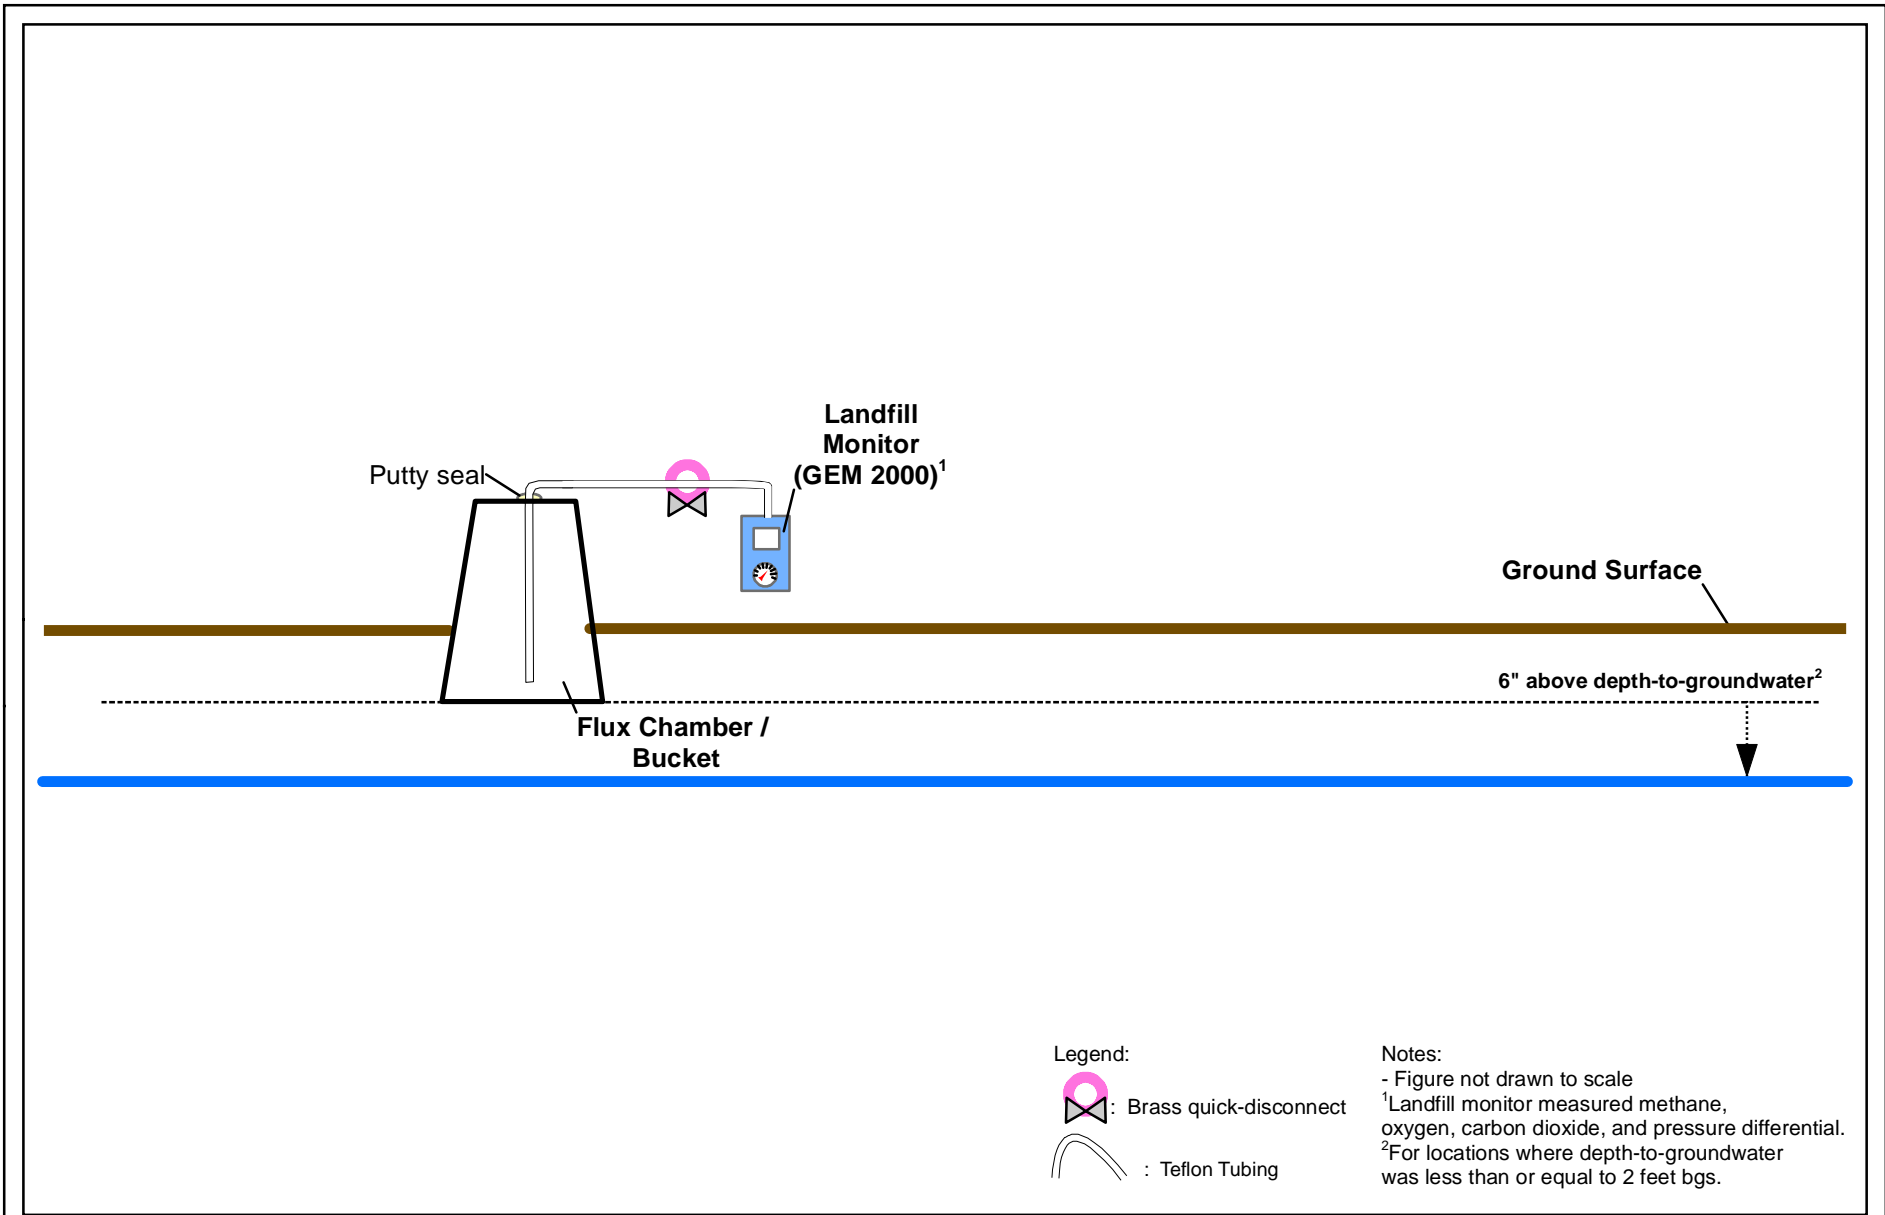 Landfill
Monitor
(GEM 2000)¹
Putty seal
Ground Surface
6" above depth-to-groundwater²
Flux Chamber /
Bucket
Legend:
: Brass quick-disconnect
: Teflon Tubing
Notes:
- Figure not drawn to scale
¹Landfill monitor measured methane,
oxygen, carbon dioxide, and pressure differential.
²For locations where depth-to-groundwater
was less than or equal to 2 feet bgs.